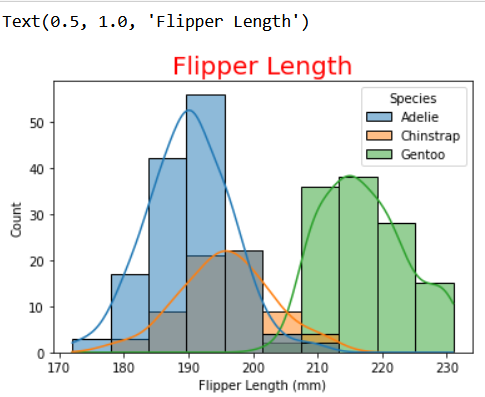 Text(0.5, 1.0, 'Flipper Length')
Flipper Length
Species
Adelie
Chinstrap
Gentoo
Count
50
40
30
20
10
0
170 180 190 200 210 220 230
Flipper Length (mm)